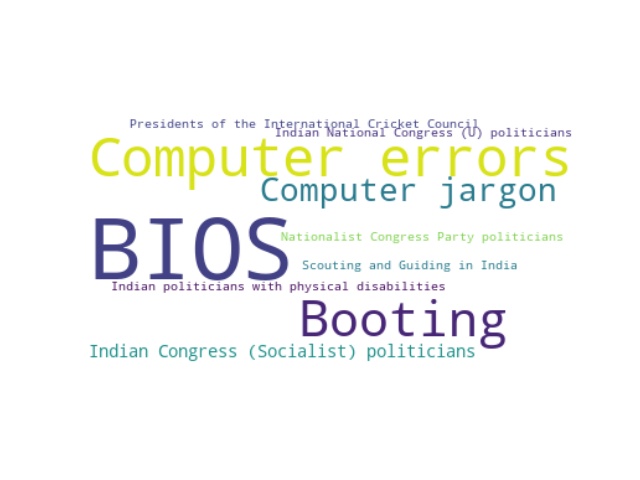 Presidents of the International Cricket Council
Indian National Congress (U) politicians
Computer errors
Computer jargon
BIOS
Nationalist Congress Party politicians
Scouting and Guiding in India
Indian politicians with physical disabilities
Booting
Indian Congress (Socialist) politicians